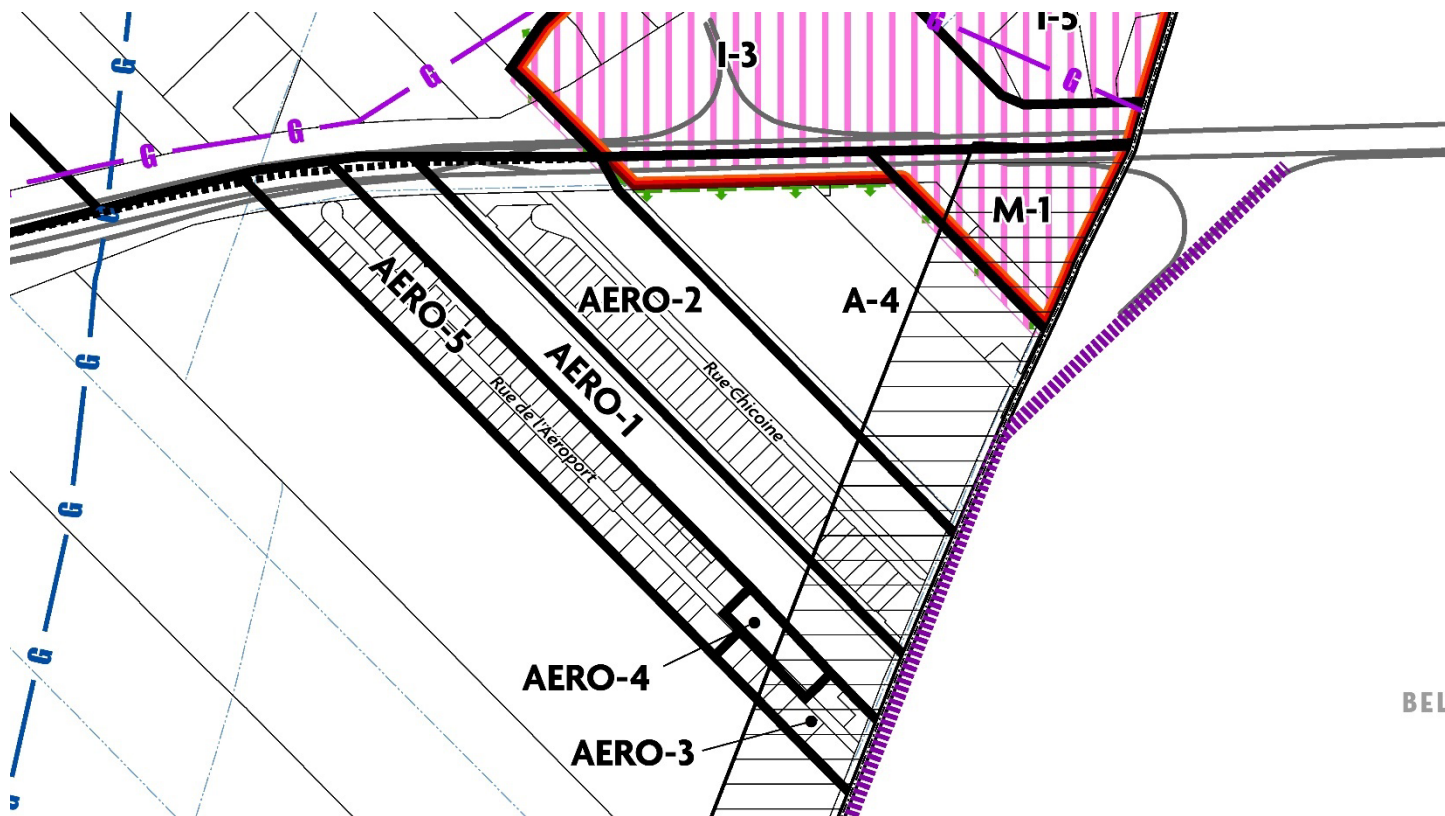 I-5
G
I-3
G
G
G
G
G
G
M-1
AERO-5
AERO-2
A-4
AERO-1
Rue Chicoine
G
Rue de l'Aéroport
G
AERO-4
G
BEL
AERO-3